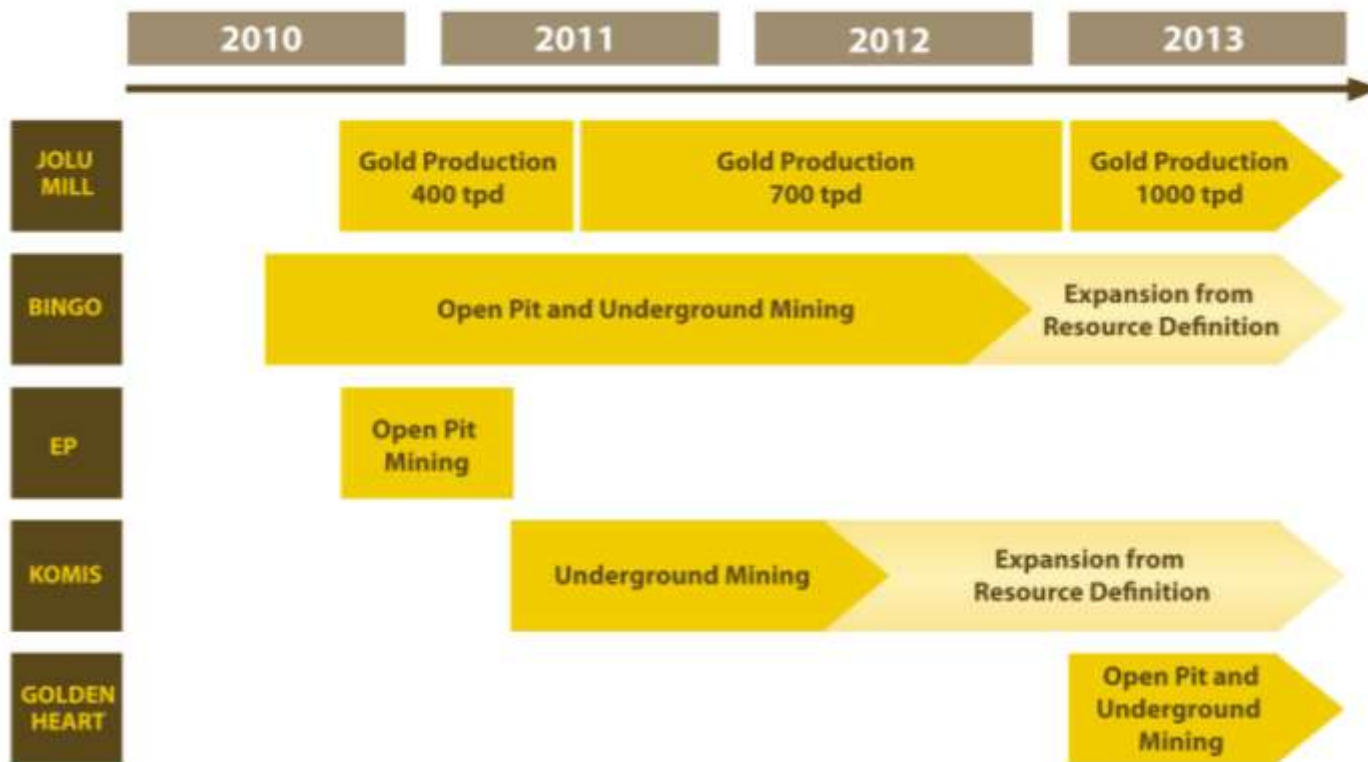 2010
2011
2012
2013
JOLU
MILL
Gold Production
400 tpd
Gold Production
700 tpd
Gold Production
1000 tpd
BINGO
Open Pit and Underground Mining
Expansion from
Resource Definition
EP
Open Pit
Mining
KOMIS
Underground Mining
Expansion from
Resource Definition
GOLDEN
HEART
Open Pit and
Underground
Mining